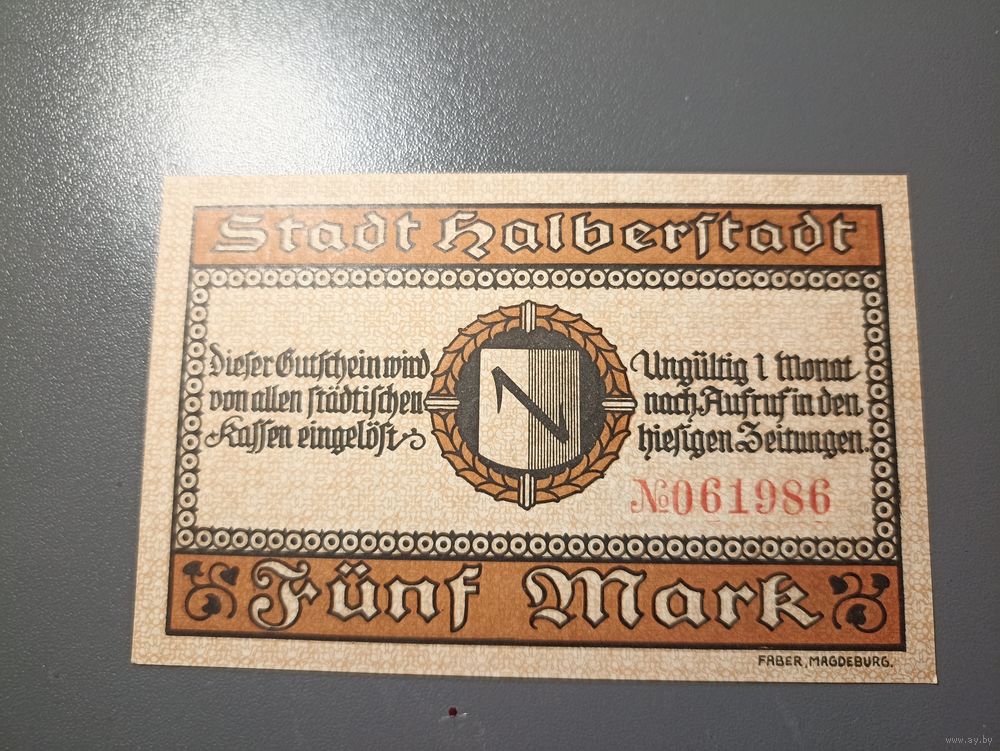 Stadt Halberstadt
Dieser Gutschein wird
von allen städtischen
Kassen eingelöst
Ungültig 1 Monat
nach Aufruf in den
hiesigen Zeitungen.
№061986
Fünf Mark
FABER, MAGDEBURG.
www.ay.by